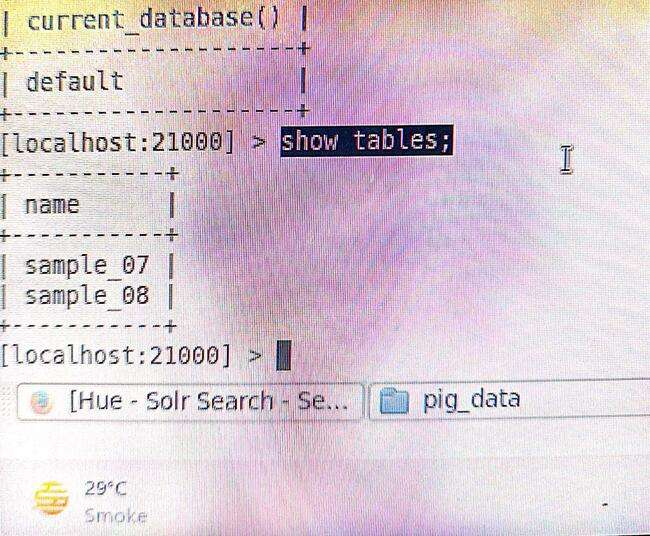 | current_database() |
+--------------------+
| default            |
+--------------------+
[localhost:21000] > show tables;
+-----------+
| name      |
+-----------+
| sample_07 |
| sample_08 |
+-----------+
[localhost:21000] >
[Hue - Solr Search - Se...
pig_data
29°C
Smoke